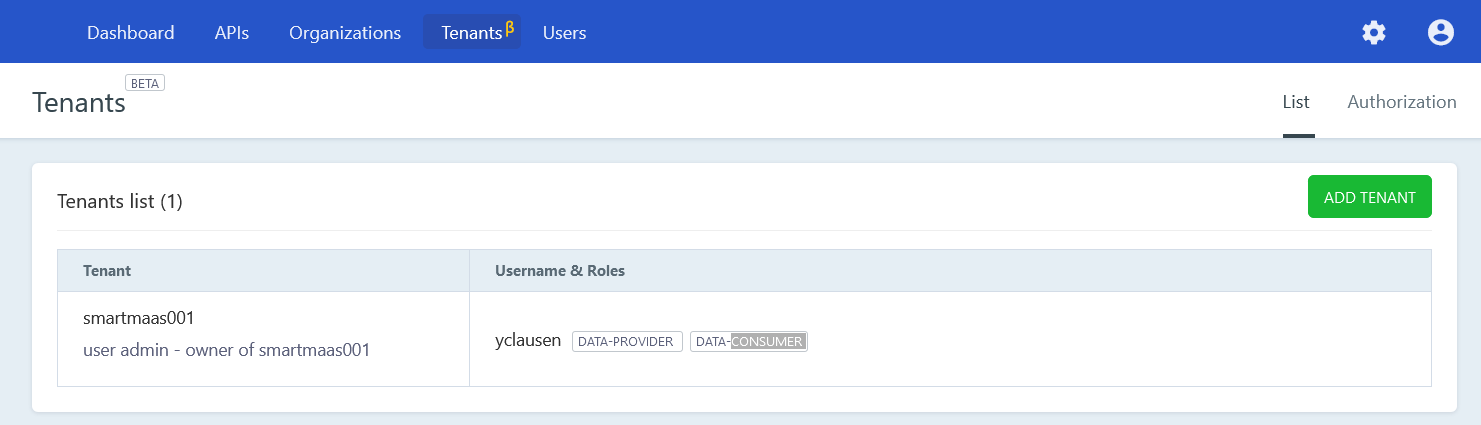 Dashboard APIs Organizations Tenants β Users
BETA
Tenants List Authorization
Tenants list (1) ADD TENANT
Tenant Username & Roles
smartmaas001
user admin - owner of smartmaas001
yclausen DATA-PROVIDER DATA-CONSUMER